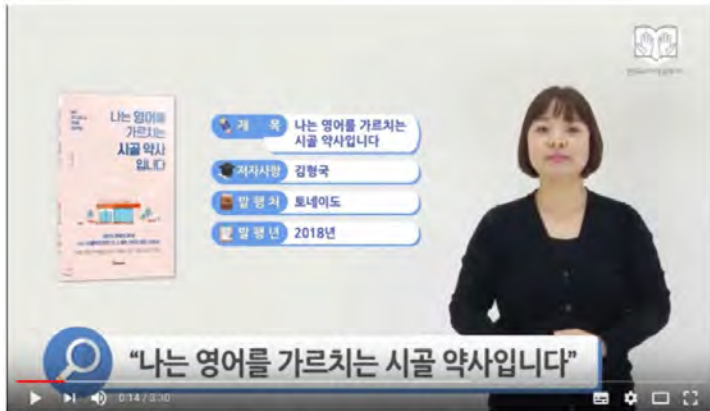 나는 영어를
가르치는
시골 약사
입니다
제 목 나는 영어를 가르치는
시골 약사입니다
저자사항 김형국
발행처 토네이도
발행년 2018년
“나는 영어를 가르치는 시골 약사입니다”
0:14 / 3:30